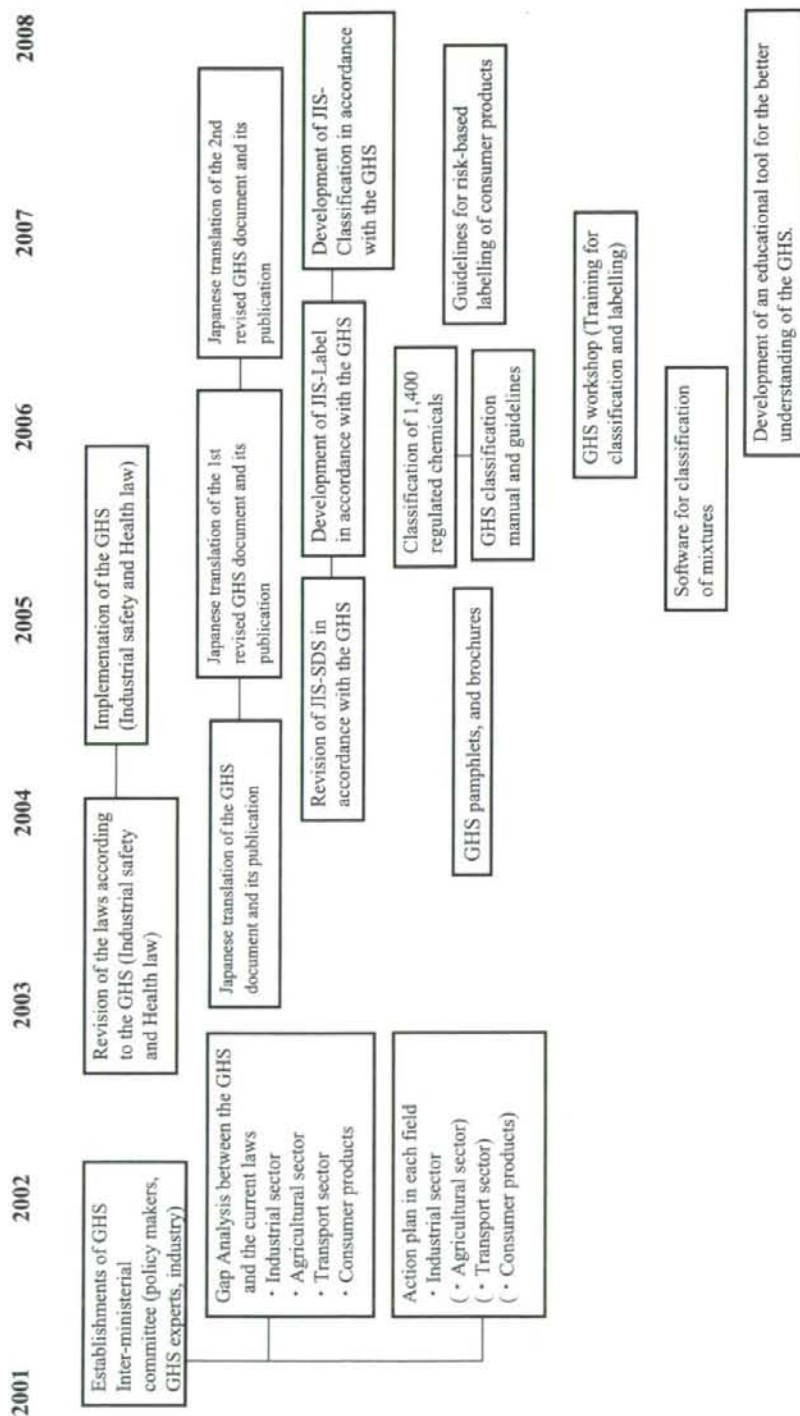 2001
2002
2003
2004
2005
2006
2007
2008
Establishments of GHS
Inter-ministerial
committee (policy makers,
GHS experts, industry)
Revision of the laws according
to the GHS (Industrial safety
and Health law)
Implementation of the GHS
(Industrial safety and Health law)
Gap Analysis between the GHS
and the current laws
・Industrial sector
・Agricultural sector
・Transport sector
・Consumer products
Japanese translation of the GHS
document and its publication
Japanese translation of the 1st
revised GHS document and its
publication
Japanese translation of the 2nd
revised GHS document and its
publication
Revision of JIS-SDS in
accordance with the GHS
Development of JIS-Label
in accordance with the GHS
Development of JIS-
Classification in accordance
with the GHS
Action plan in each field
・Industrial sector
(・Agricultural sector)
(・Transport sector)
(・Consumer products)
GHS pamphlets, and brochures
Classification of 1,400
regulated chemicals
GHS classification
manual and guidelines
Guidelines for risk-based
labelling of consumer products
GHS workshop (Training for
classification and labelling)
Software for classification
of mixtures
Development of an educational tool for the better
understanding of the GHS.